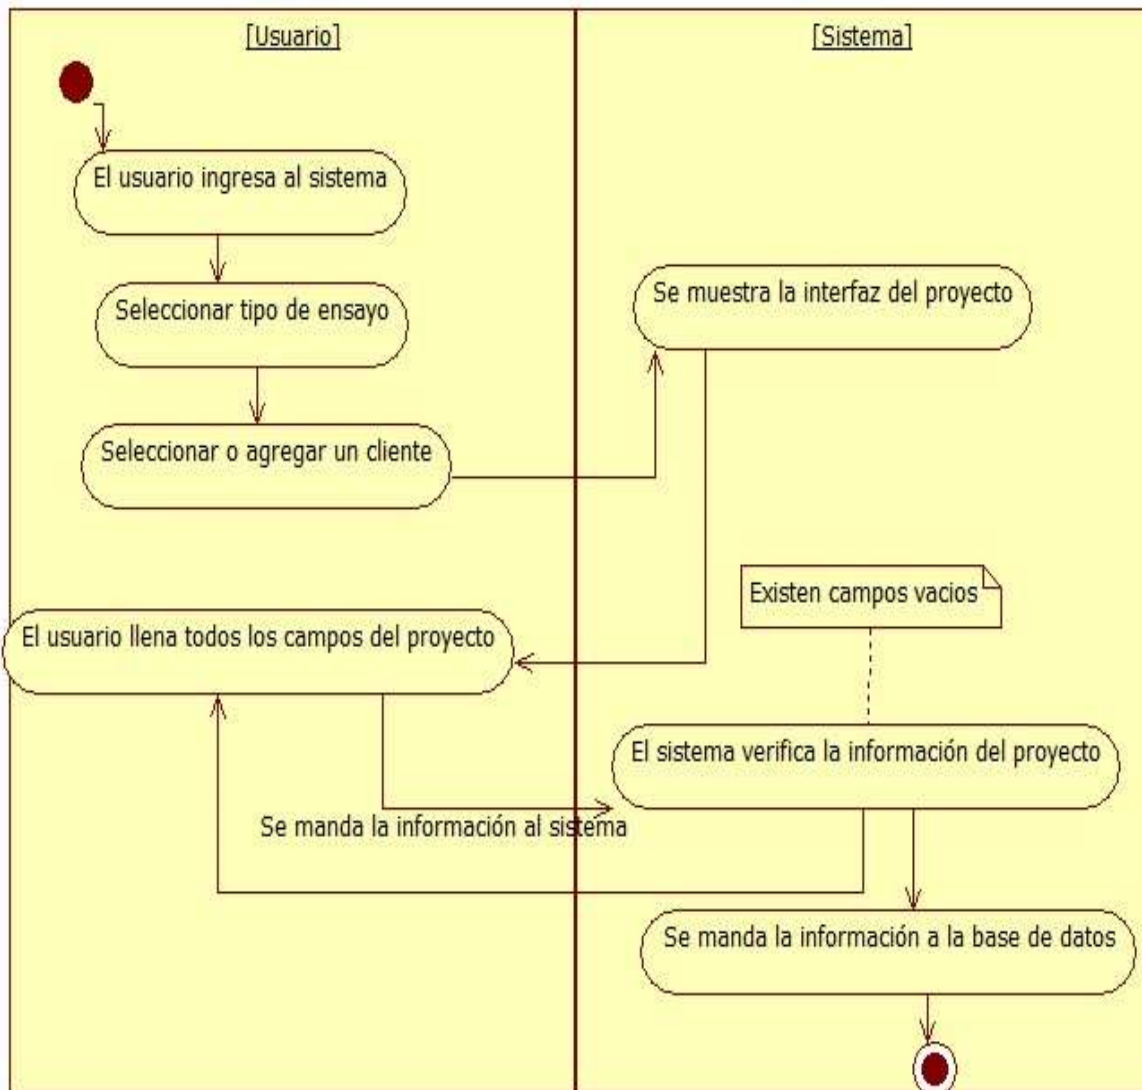 [Usuario]
[Sistema]
El usuario ingresa al sistema
Seleccionar tipo de ensayo
Se muestra la interfaz del proyecto
Seleccionar o agregar un cliente
Existen campos vacios
El usuario llena todos los campos del proyecto
El sistema verifica la información del proyecto
Se manda la información al sistema
Se manda la información a la base de datos